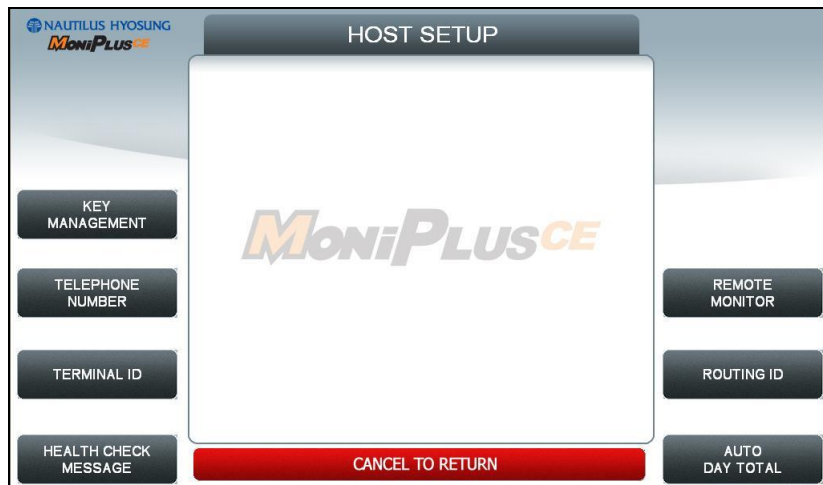 NAUTILUS HYOSUNG
MONiPLUS CE
HOST SETUP
MONiPLUS CE
KEY
MANAGEMENT
TELEPHONE
NUMBER
REMOTE
MONITOR
TERMINAL ID
ROUTING ID
HEALTH CHECK
MESSAGE
CANCEL TO RETURN
AUTO
DAY TOTAL